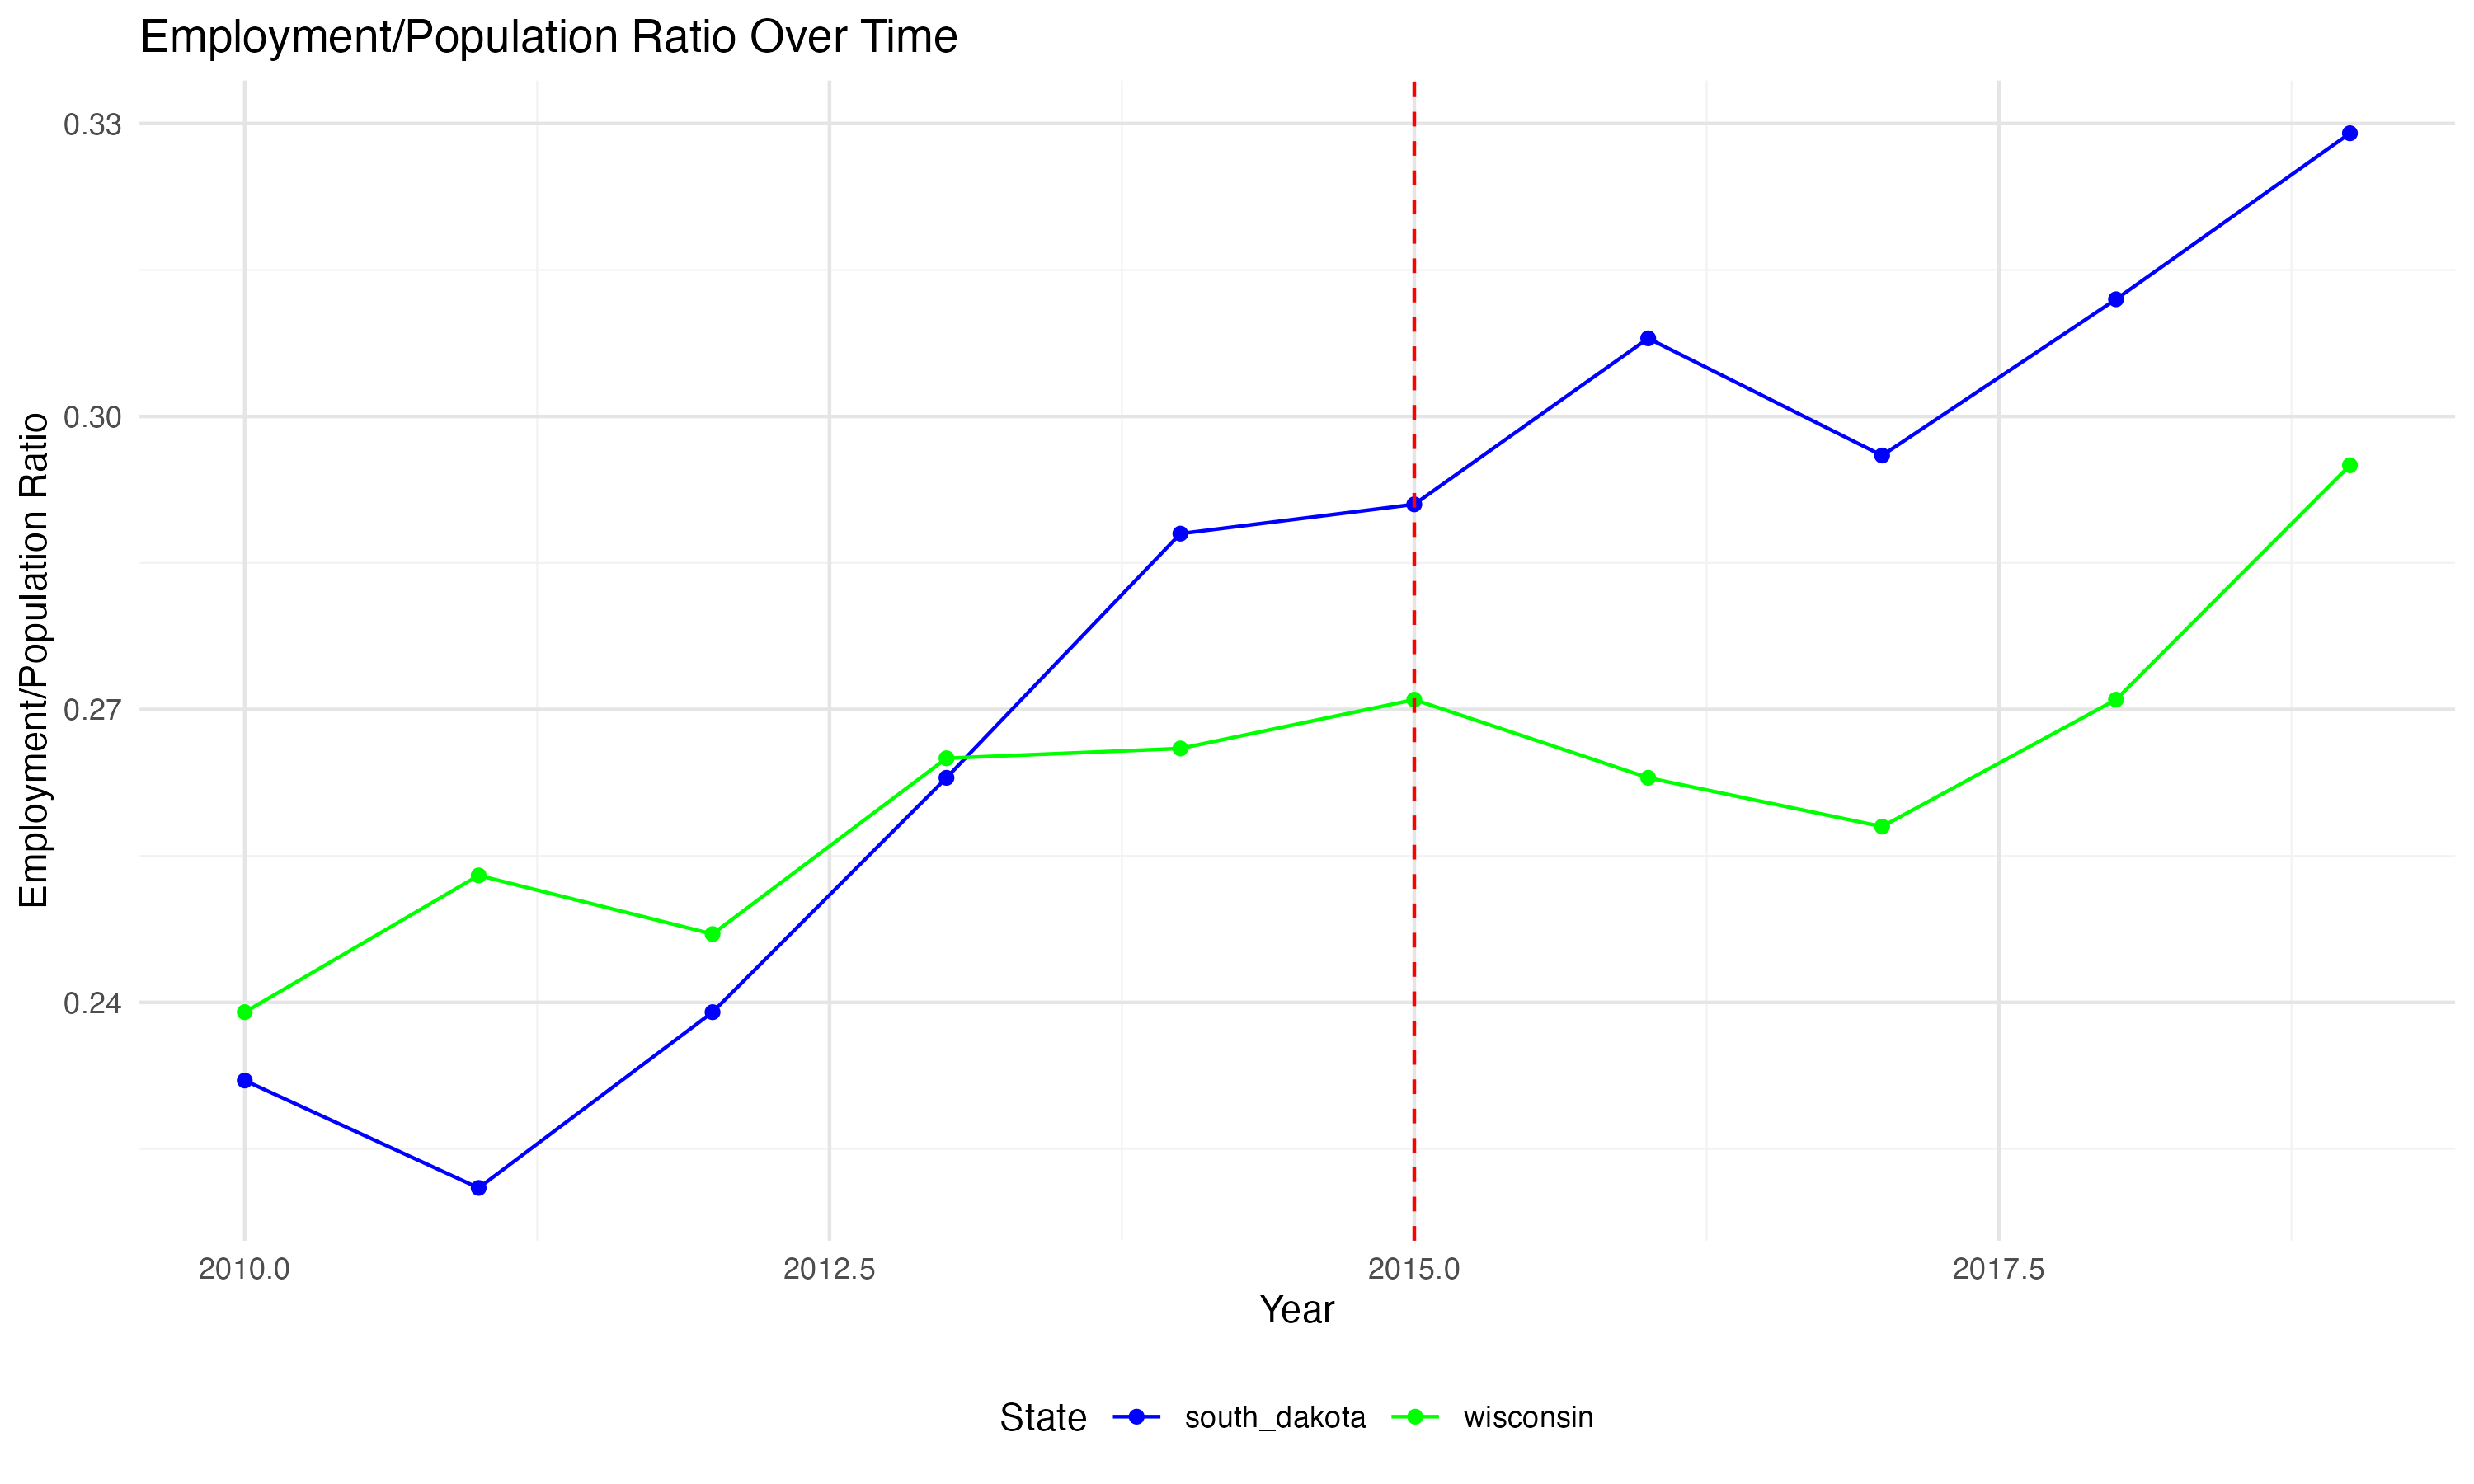 Employment/Population Ratio Over Time
Employment/Population Ratio
0.33
0.30
0.27
0.24
2010.0 2012.5 2015.0 2017.5
Year
State south_dakota wisconsin